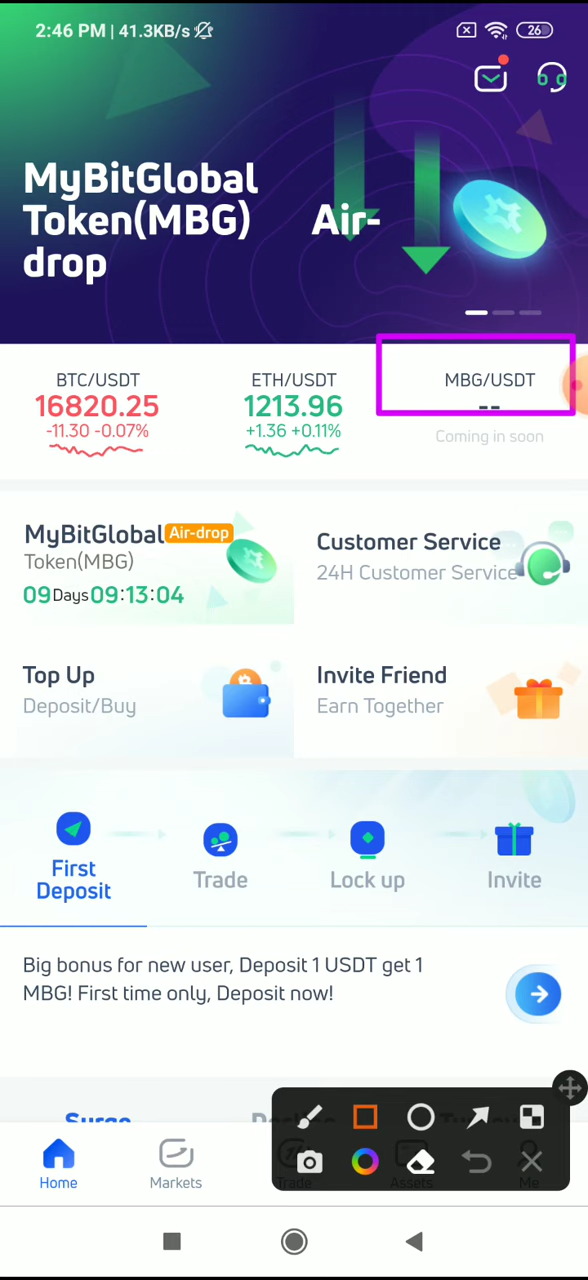 2:46 PM | 41.3KB/s
26
MyBitGlobal
Token(MBG) Air-
drop
BTC/USDT
16820.25
-11.30 -0.07%
ETH/USDT
1213.96
+1.36 +0.11%
MBG/USDT
--
Coming in soon
MyBitGlobal Air-drop
Token(MBG)
09Days09:13:04
Customer Service
24H Customer Service
Top Up
Deposit/Buy
Invite Friend
Earn Together
First
Deposit
Trade
Lock up
Invite
Big bonus for new user, Deposit 1 USDT get 1
MBG! First time only, Deposit now!
Surge
Home
Markets
Trade
Assets
Me